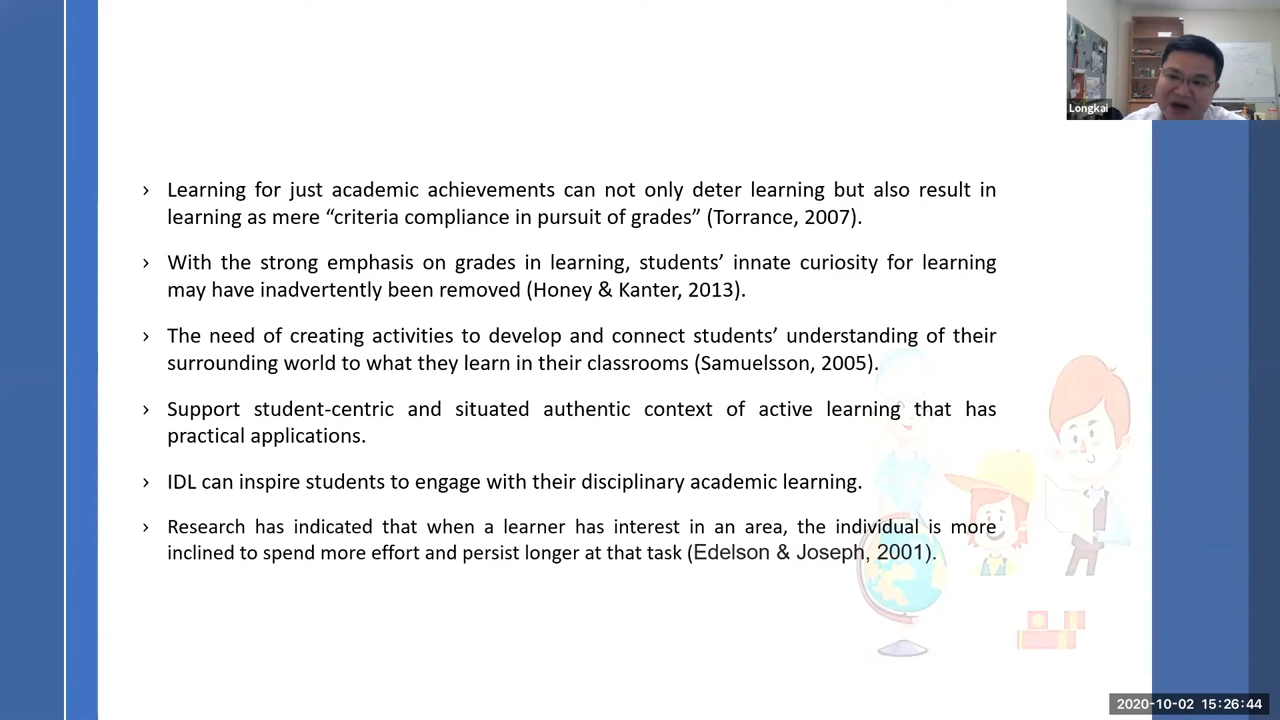 Longkai
› Learning for just academic achievements can not only deter learning but also result in
learning as mere “criteria compliance in pursuit of grades” (Torrance, 2007).
› With the strong emphasis on grades in learning, students’ innate curiosity for learning
may have inadvertently been removed (Honey & Kanter, 2013).
› The need of creating activities to develop and connect students’ understanding of their
surrounding world to what they learn in their classrooms (Samuelsson, 2005).
› Support student-centric and situated authentic context of active learning that has
practical applications.
› IDL can inspire students to engage with their disciplinary academic learning.
› Research has indicated that when a learner has interest in an area, the individual is more
inclined to spend more effort and persist longer at that task (Edelson & Joseph, 2001).
2020-10-02 15:26:44